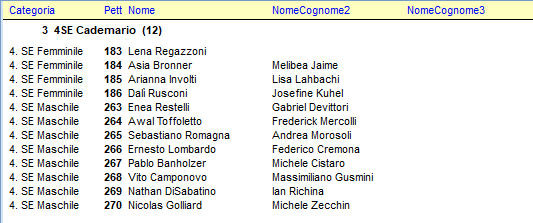 Categoria Pett Nome NomeCognome2 NomeCognome3
3 4SE Cademario (12)
4. SE Femminile 183 Lena Regazzoni
4. SE Femminile 184 Asia Bronner Melibea Jaime
4. SE Femminile 185 Arianna Involti Lisa Lahbachi
4. SE Femminile 186 Dalì Rusconi Josefine Kuhel
4. SE Maschile 263 Enea Restelli Gabriel Devittori
4. SE Maschile 264 Awal Toffoletto Frederick Mercolli
4. SE Maschile 265 Sebastiano Romagna Andrea Morosoli
4. SE Maschile 266 Ernesto Lombardo Federico Cremona
4. SE Maschile 267 Pablo Banholzer Michele Cistaro
4. SE Maschile 268 Vito Camponovo Massimiliano Gusmini
4. SE Maschile 269 Nathan DiSabatino Ian Richina
4. SE Maschile 270 Nicolas Golliard Michele Zecchin